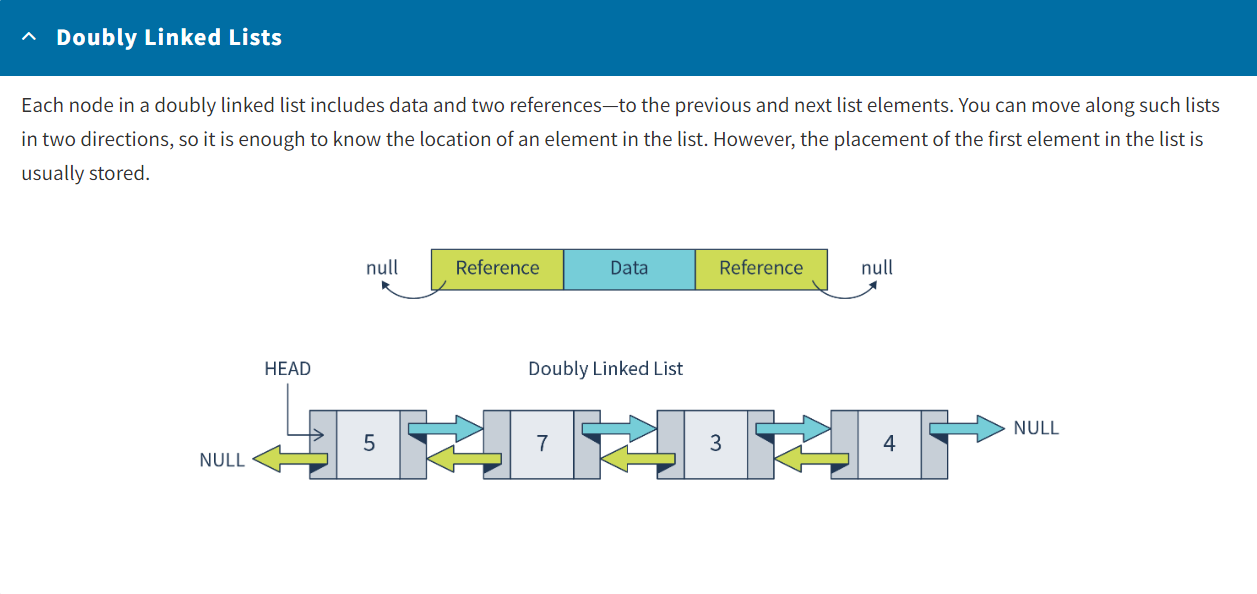 Doubly Linked Lists
Each node in a doubly linked list includes data and two references—to the previous and next list elements. You can move along such lists
in two directions, so it is enough to know the location of an element in the list. However, the placement of the first element in the list is
usually stored.
null Reference Data Reference null
HEAD Doubly Linked List
5 7 3 4 NULL
NULL